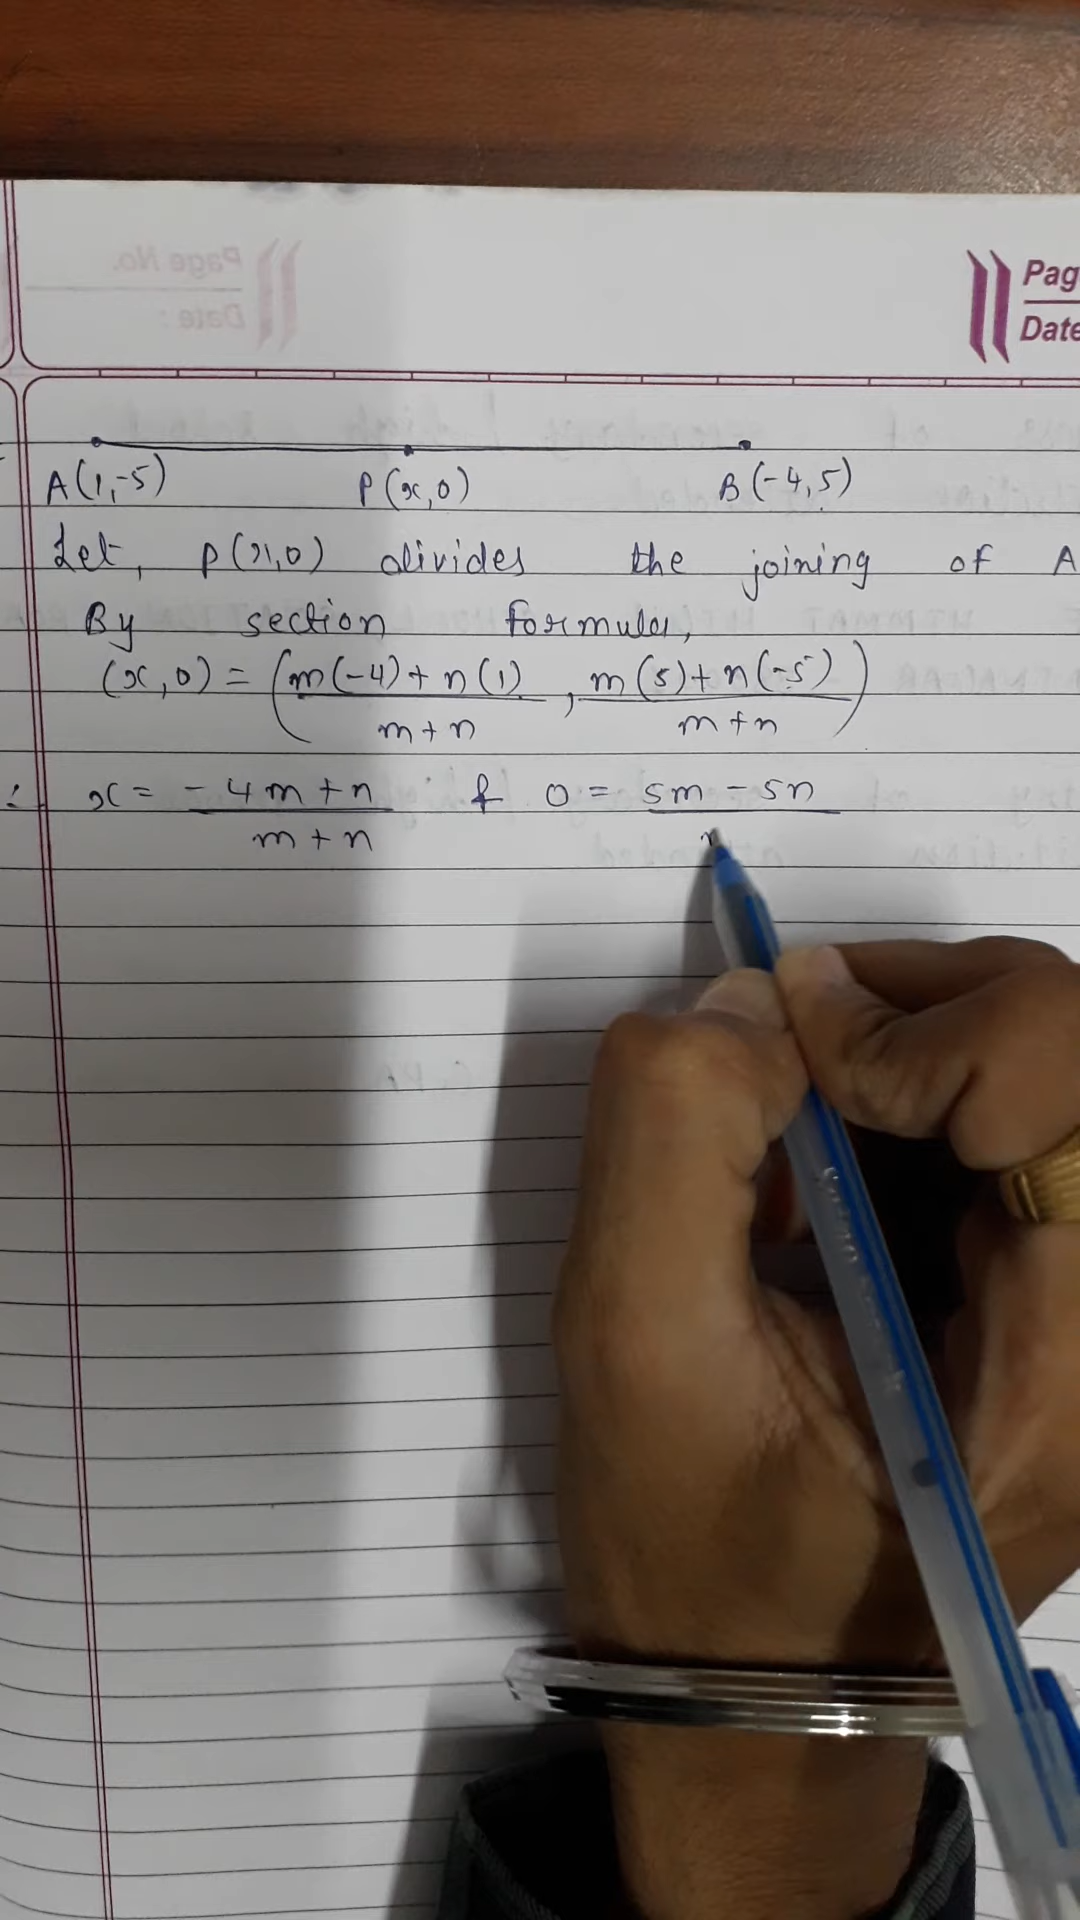 Page No.
Date :
Pag
Date
A(1,-5) P(x,0) B(-4,5)
Let, P(x,0) divides the joining of A
By section formula,
(x,0) = (m(-4)+n(1)/m+n, m(5)+n(-5)/m+n)
∴ x = -4m+n/m+n & 0 = 5m-5n